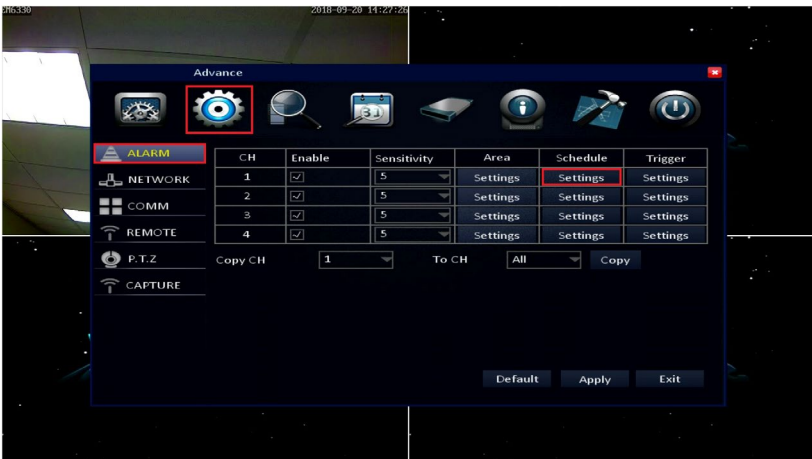 EM6330 2018-09-20 14:27:26
Advance
31
ALARM
NETWORK
COMM
REMOTE
P.T.Z
CAPTURE
CH Enable Sensitivity Area Schedule Trigger
1 5 Settings Settings Settings
2 5 Settings Settings Settings
3 5 Settings Settings Settings
4 5 Settings Settings Settings
Copy CH 1 To CH All Copy
Default Apply Exit